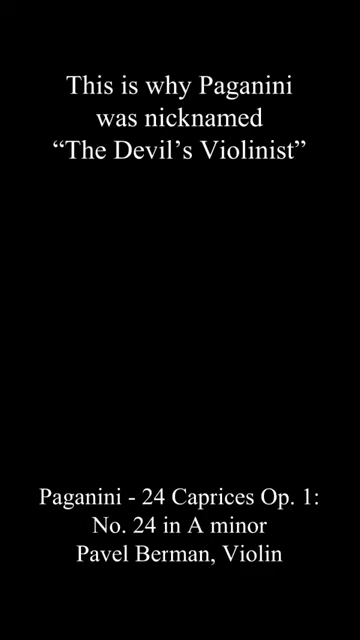 This is why Paganini
was nicknamed
“The Devil’s Violinist”
Paganini - 24 Caprices Op. 1:
No. 24 in A minor
Pavel Berman, Violin